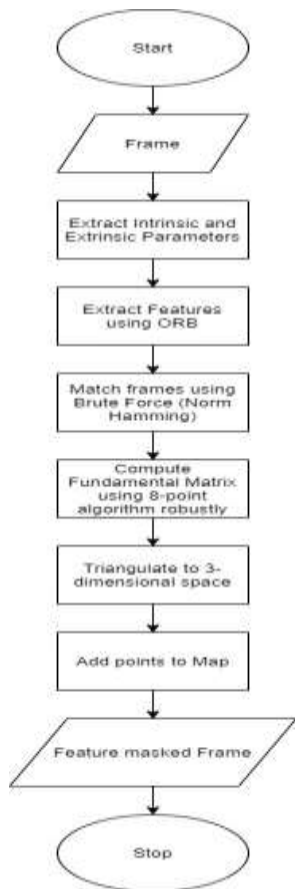 Start
Frame
Extract Intrinsic and
Extrinsic Parameters
Extract Features
using ORB
Match frames using
Brute Force (Norm
Hamming)
Compute
Fundamental Matrix
using 8-point
algorithm robustly
Triangulate to 3-
dimensional space
Add points to Map
Feature masked Frame
Stop